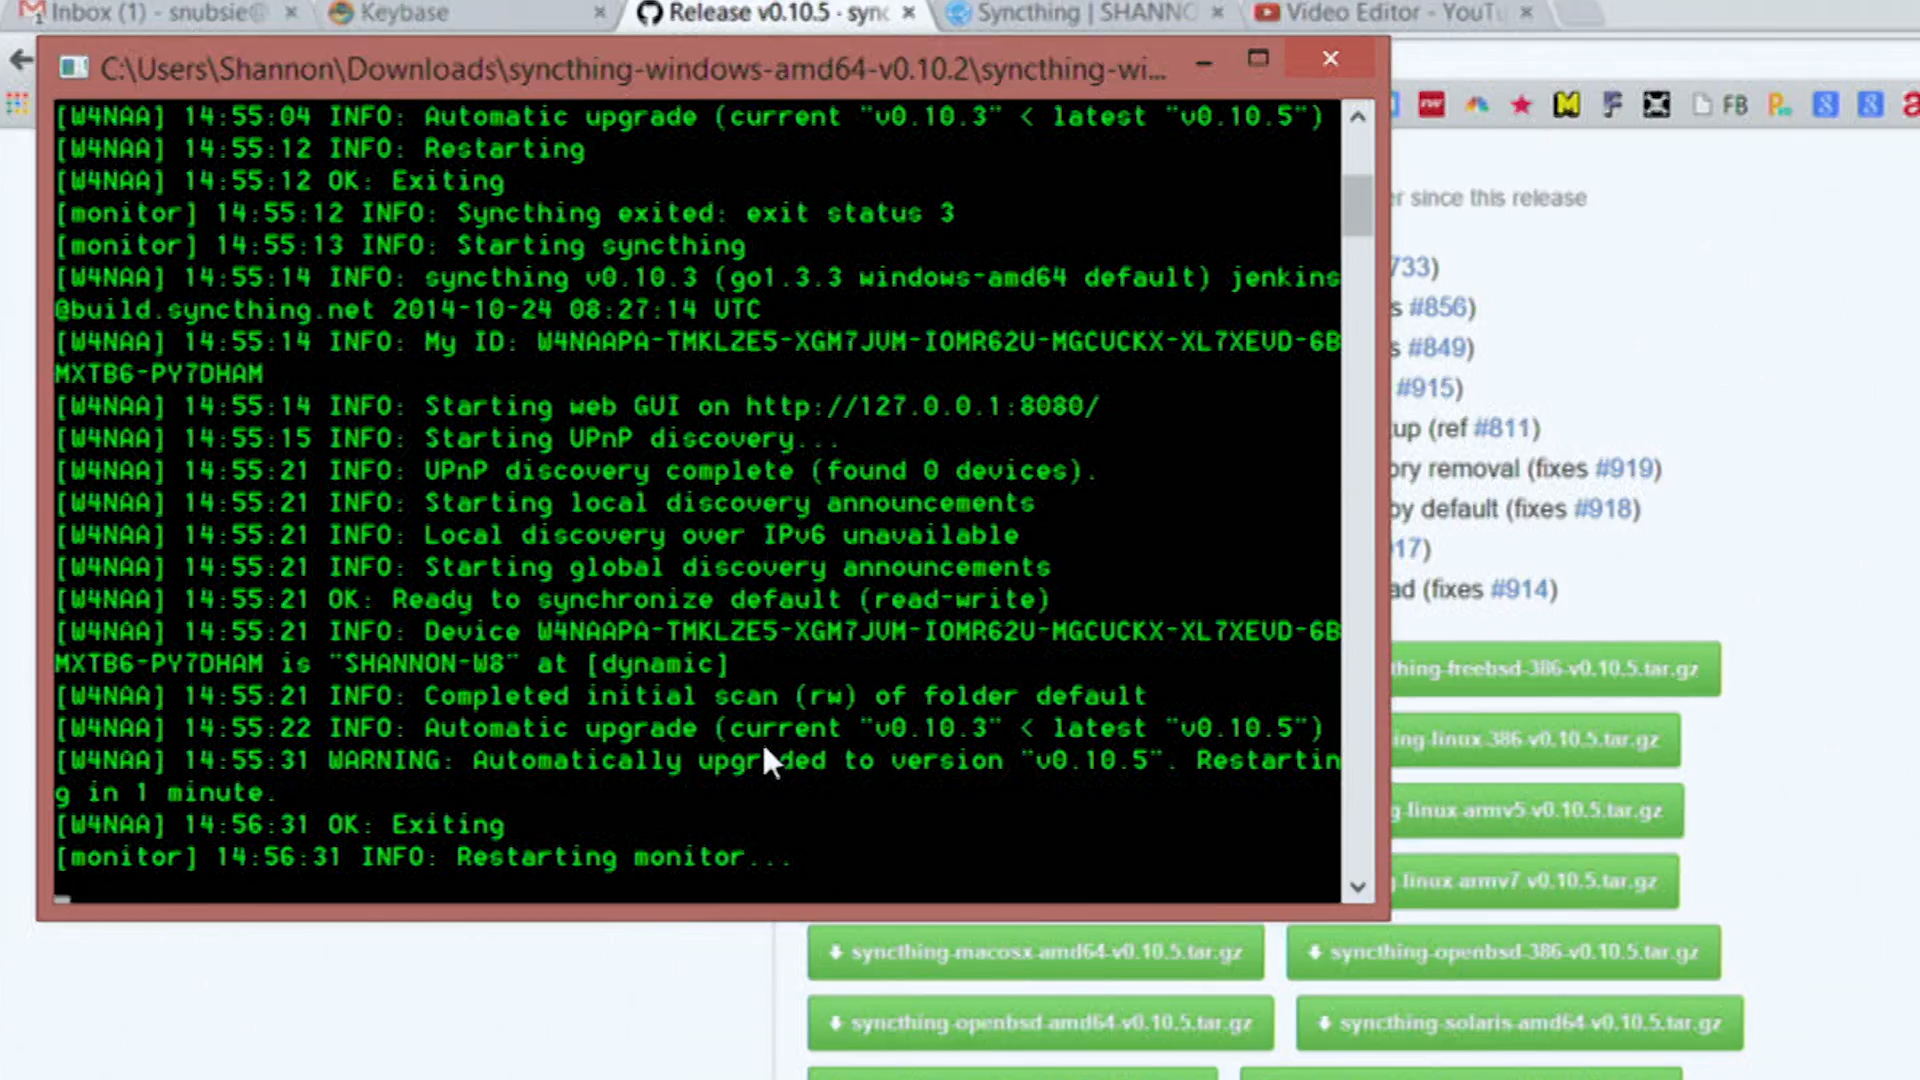 Inbox (1) - snubsie@
Keybase
Release v0.10.5 · sync
Syncthing | SHANNO
Video Editor - YouTu
C:\Users\Shannon\Downloads\syncthing-windows-amd64-v0.10.2\syncthing-wi...
FB
[W4NAA] 14:55:04 INFO: Automatic upgrade (current "v0.10.3" < latest "v0.10.5")
[W4NAA] 14:55:12 INFO: Restarting
[W4NAA] 14:55:12 OK: Exiting
[monitor] 14:55:12 INFO: Syncthing exited: exit status 3
[monitor] 14:55:13 INFO: Starting syncthing
[W4NAA] 14:55:14 INFO: syncthing v0.10.3 (go1.3.3 windows-amd64 default) jenkins
@build.syncthing.net 2014-10-24 08:27:14 UTC
[W4NAA] 14:55:14 INFO: My ID: W4NAAPA-TMKLZE5-XGM7JVM-IOMR62U-MGCUCKX-XL7XEVD-6B
MXTB6-PY7DHAM
[W4NAA] 14:55:14 INFO: Starting web GUI on http://127.0.0.1:8080/
[W4NAA] 14:55:15 INFO: Starting UPnP discovery...
[W4NAA] 14:55:21 INFO: UPnP discovery complete (found 0 devices).
[W4NAA] 14:55:21 INFO: Starting local discovery announcements
[W4NAA] 14:55:21 INFO: Local discovery over IPv6 unavailable
[W4NAA] 14:55:21 INFO: Starting global discovery announcements
[W4NAA] 14:55:21 OK: Ready to synchronize default (read-write)
[W4NAA] 14:55:21 INFO: Device W4NAAPA-TMKLZE5-XGM7JVM-IOMR62U-MGCUCKX-XL7XEVD-6B
MXTB6-PY7DHAM is "SHANNON-W8" at [dynamic]
[W4NAA] 14:55:21 INFO: Completed initial scan (rw) of folder default
[W4NAA] 14:55:22 INFO: Automatic upgrade (current "v0.10.3" < latest "v0.10.5")
[W4NAA] 14:55:31 WARNING: Automatically upgraded to version "v0.10.5". Restartin
g in 1 minute.
[W4NAA] 14:56:31 OK: Exiting
[monitor] 14:56:31 INFO: Restarting monitor...
er since this release
733)
s #856)
s #849)
#915)
up (ref #811)
ory removal (fixes #919)
by default (fixes #918)
17)
ad (fixes #914)
thing-freebsd-386-v0.10.5.tar.gz
ing-linux-386-v0.10.5.tar.gz
g-linux-armv5-v0.10.5.tar.gz
linux-armv7-v0.10.5.tar.gz
syncthing-macosx-amd64-v0.10.5.tar.gz
syncthing-openbsd-386-v0.10.5.tar.gz
syncthing-openbsd-amd64-v0.10.5.tar.gz
syncthing-solaris-amd64-v0.10.5.tar.gz